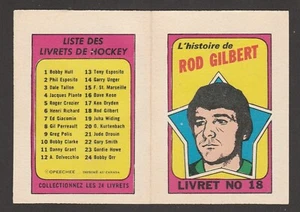 LISTE DES
LIVRETS DE HOCKEY
1 Bobby Hull
2 Phil Esposito
3 Dale Tallon
4 Jacques Plante
5 Roger Crozier
6 Henri Richard
7 Ed Giacomin
8 Gil Perreault
9 Greg Polis
10 Bobby Clarke
11 Danny Grant
12 A. Delvecchio
13 Tony Esposito
14 Garry Unger
15 F. St. Marseille
16 Dave Keon
17 Ken Dryden
18 Rod Gilbert
19 Juha Widing
20 O. Kurtenbach
21 Jude Drouin
22 Gary Smith
23 Gordie Howe
24 Bobby Orr
© OPEECHEE
IMPRIMÉ AU CANADA
COLLECTIONNEZ LES 24 LIVRETS
L'histoire de
ROD GILBERT
LIVRET NO 18